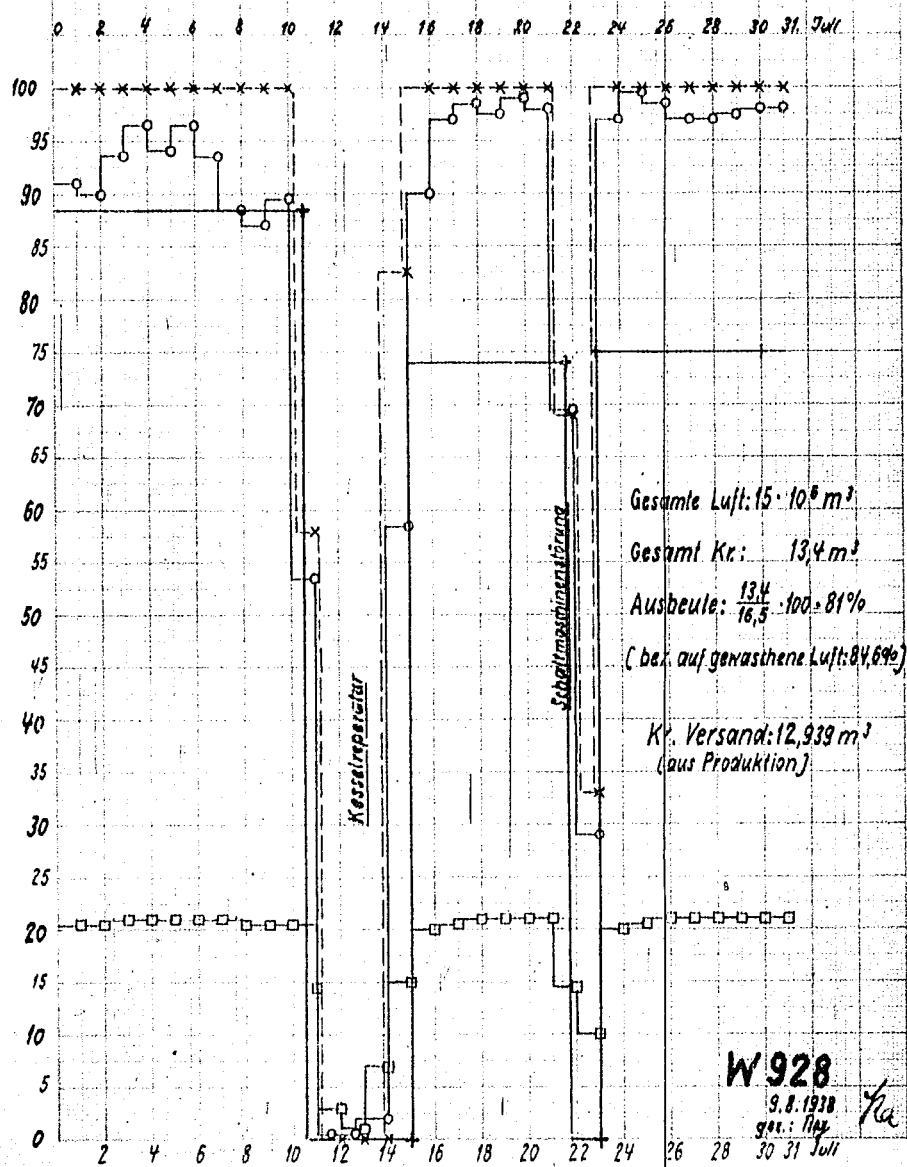 0 2 4 6 8 10 12 14 16 18 20 22 24 26 28 30 31. Juli
100
95
90
85
80
75
70
65
60
55
50
45
40
35
30
25
20
15
10
5
0
Kesselreperatur
Schaltmaschinenstörung
Gesamte Luft: 15 · 10⁶ m³
Gesamt Kr.: 13,4 m³
Ausbeute: 13,4/16,5 · 100 = 81%
(bez. auf gewaschene Luft: 84,6%)
Kr. Versand: 12,939 m³
(aus Produktion)
W 928
9.8.1938
gez.:
2 4 6 8 10 12 14 16 18 20 22 24 26 28 30 31 Juli